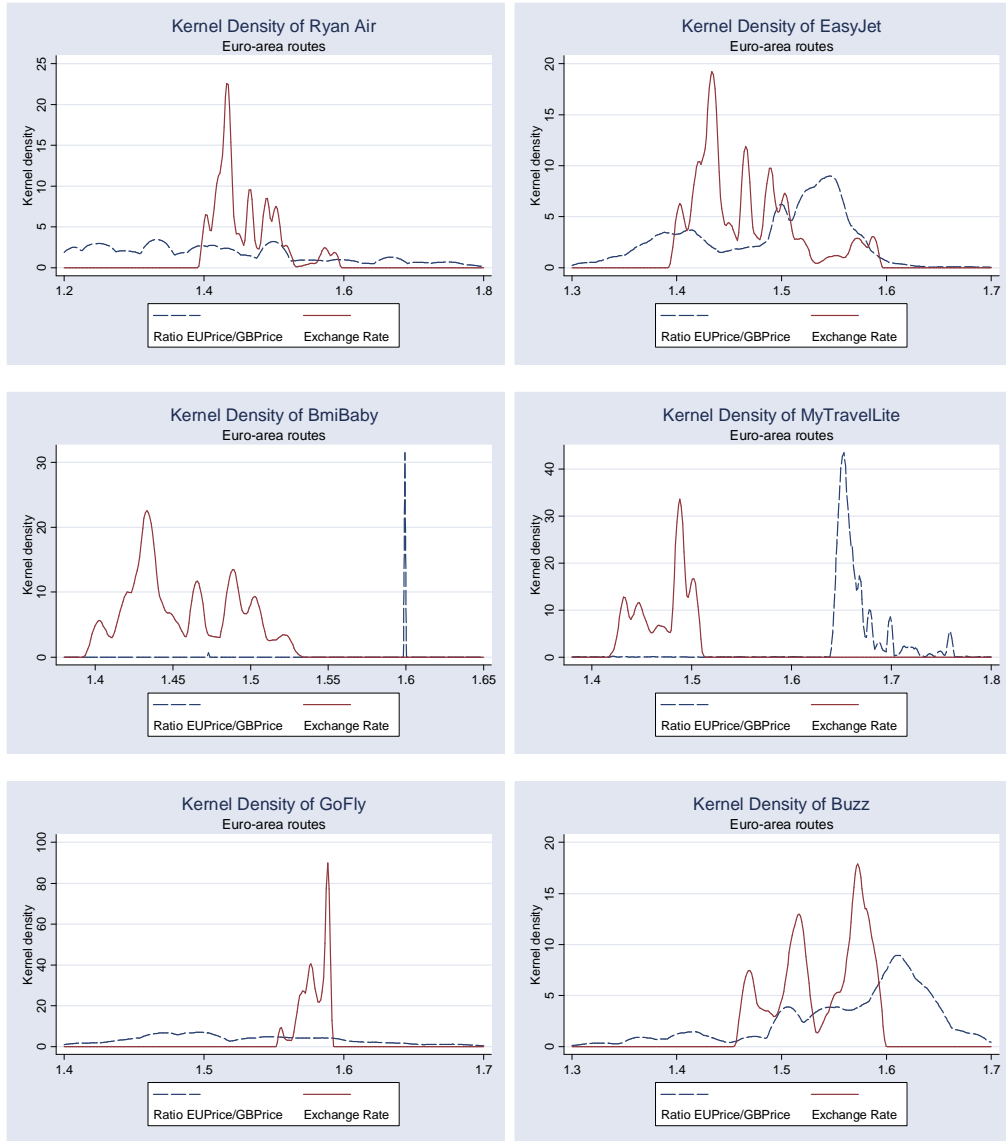 Kernel Density of Ryan Air
Euro-area routes
Kernel density
0 5 10 15 20 25
1.2 1.4 1.6 1.8
Ratio EUPrice/GBPrice Exchange Rate
Kernel Density of EasyJet
Euro-area routes
Kernel density
0 5 10 15 20
1.3 1.4 1.5 1.6 1.7
Ratio EUPrice/GBPrice Exchange Rate
Kernel Density of BmiBaby
Euro-area routes
Kernel density
0 10 20 30
1.4 1.45 1.5 1.55 1.6 1.65
Ratio EUPrice/GBPrice Exchange Rate
Kernel Density of MyTravelLite
Euro-area routes
Kernel density
0 10 20 30 40
1.4 1.5 1.6 1.7 1.8
Ratio EUPrice/GBPrice Exchange Rate
Kernel Density of GoFly
Euro-area routes
Kernel density
0 20 40 60 80 100
1.4 1.5 1.6 1.7
Ratio EUPrice/GBPrice Exchange Rate
Kernel Density of Buzz
Euro-area routes
Kernel density
0 5 10 15 20
1.3 1.4 1.5 1.6 1.7
Ratio EUPrice/GBPrice Exchange Rate